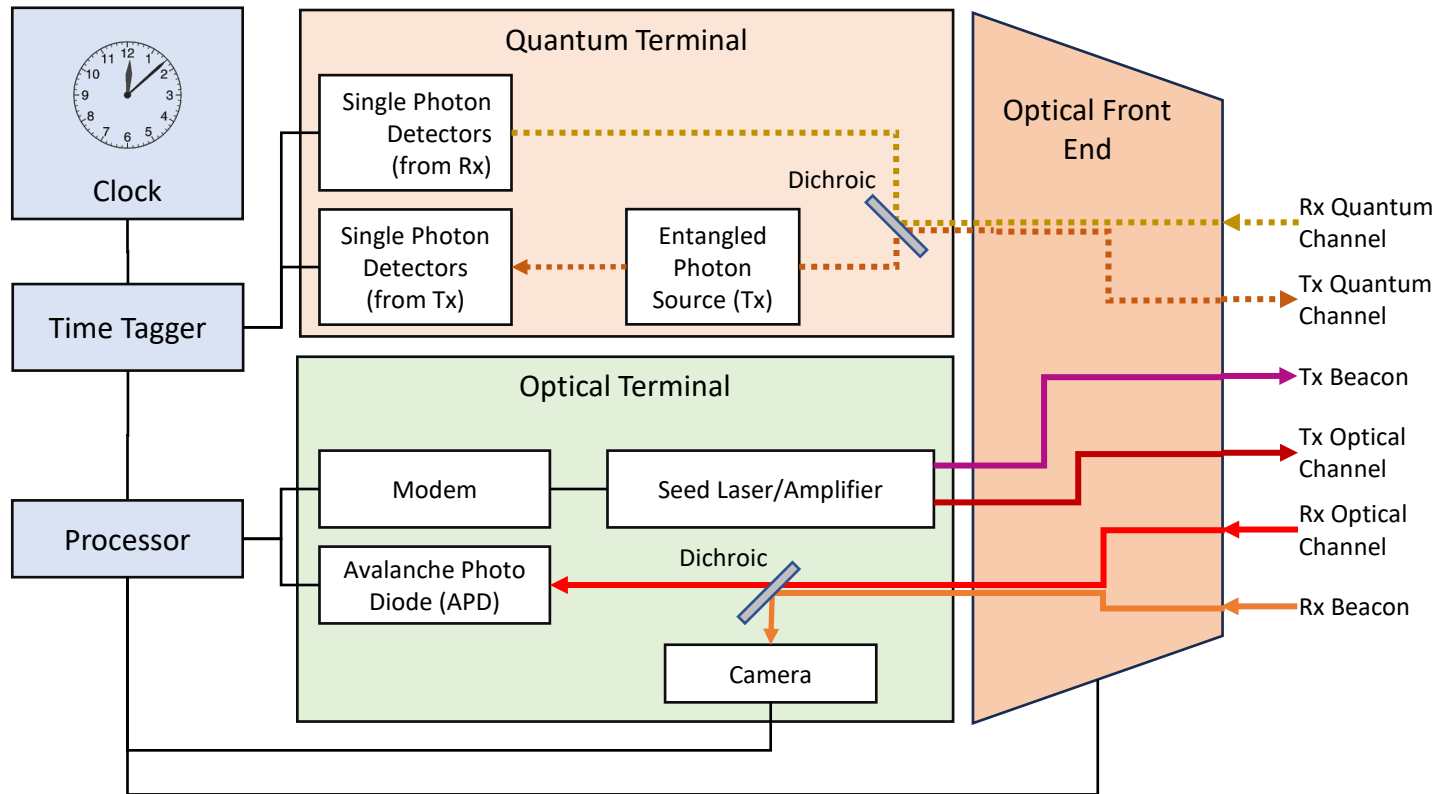 12
11
1
10
2
9
3
8
4
7
5
6
Clock
Time Tagger
Processor
Quantum Terminal
Single Photon
Detectors
(from Rx)
Single Photon
Detectors
(from Tx)
Entangled
Photon
Source (Tx)
Dichroic
Optical Terminal
Modem
Seed Laser/Amplifier
Avalanche Photo
Diode (APD)
Dichroic
Camera
Optical Front
End
Rx Quantum
Channel
Tx Quantum
Channel
Tx Beacon
Tx Optical
Channel
Rx Optical
Channel
Rx Beacon